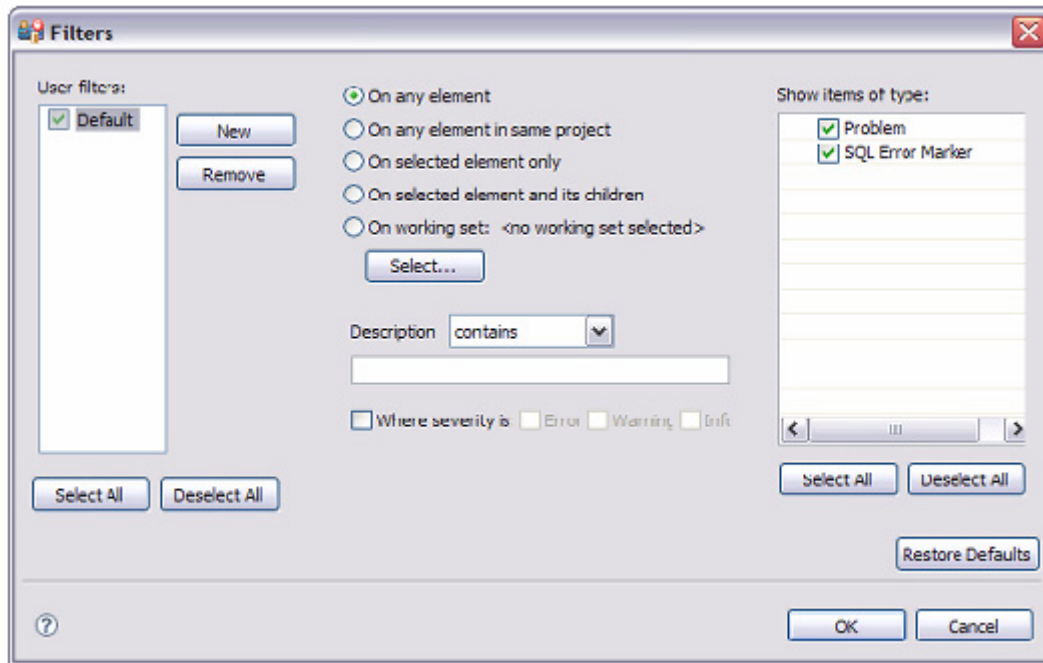 Filters
User filters:
Default
New
Remove
Select All
Deselect All
On any element
On any element in same project
On selected element only
On selected element and its children
On working set: <no working set selected>
Select...
Description contains
Where severity is Error Warning Info
Show items of type:
Problem
SQL Error Marker
Select All
Deselect All
Restore Defaults
?
OK
Cancel